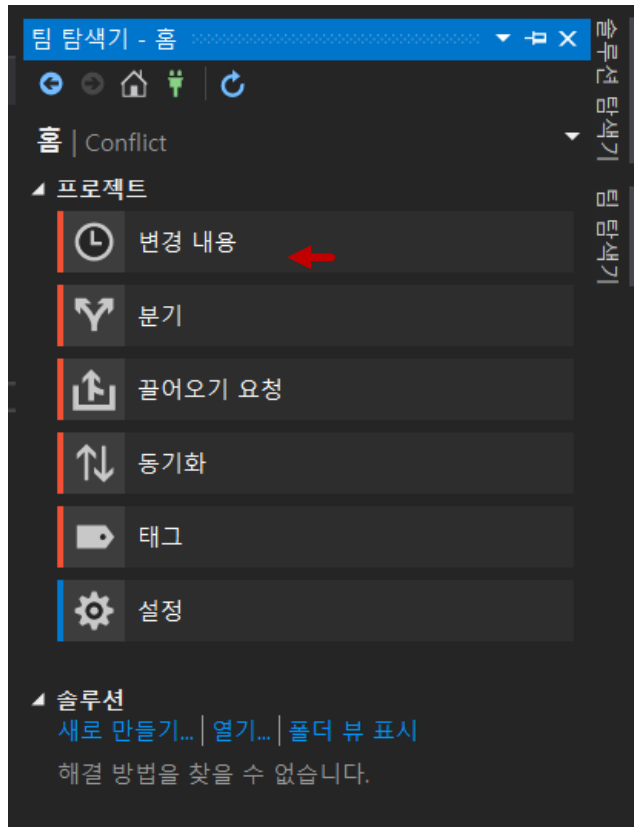 팀 탐색기 - 홈
홈 | Conflict
프로젝트
변경 내용
분기
끌어오기 요청
동기화
태그
설정
솔루션
새로 만들기... | 열기... | 폴더 뷰 표시
해결 방법을 찾을 수 없습니다.
솔루션 탐색기
팀 탐색기